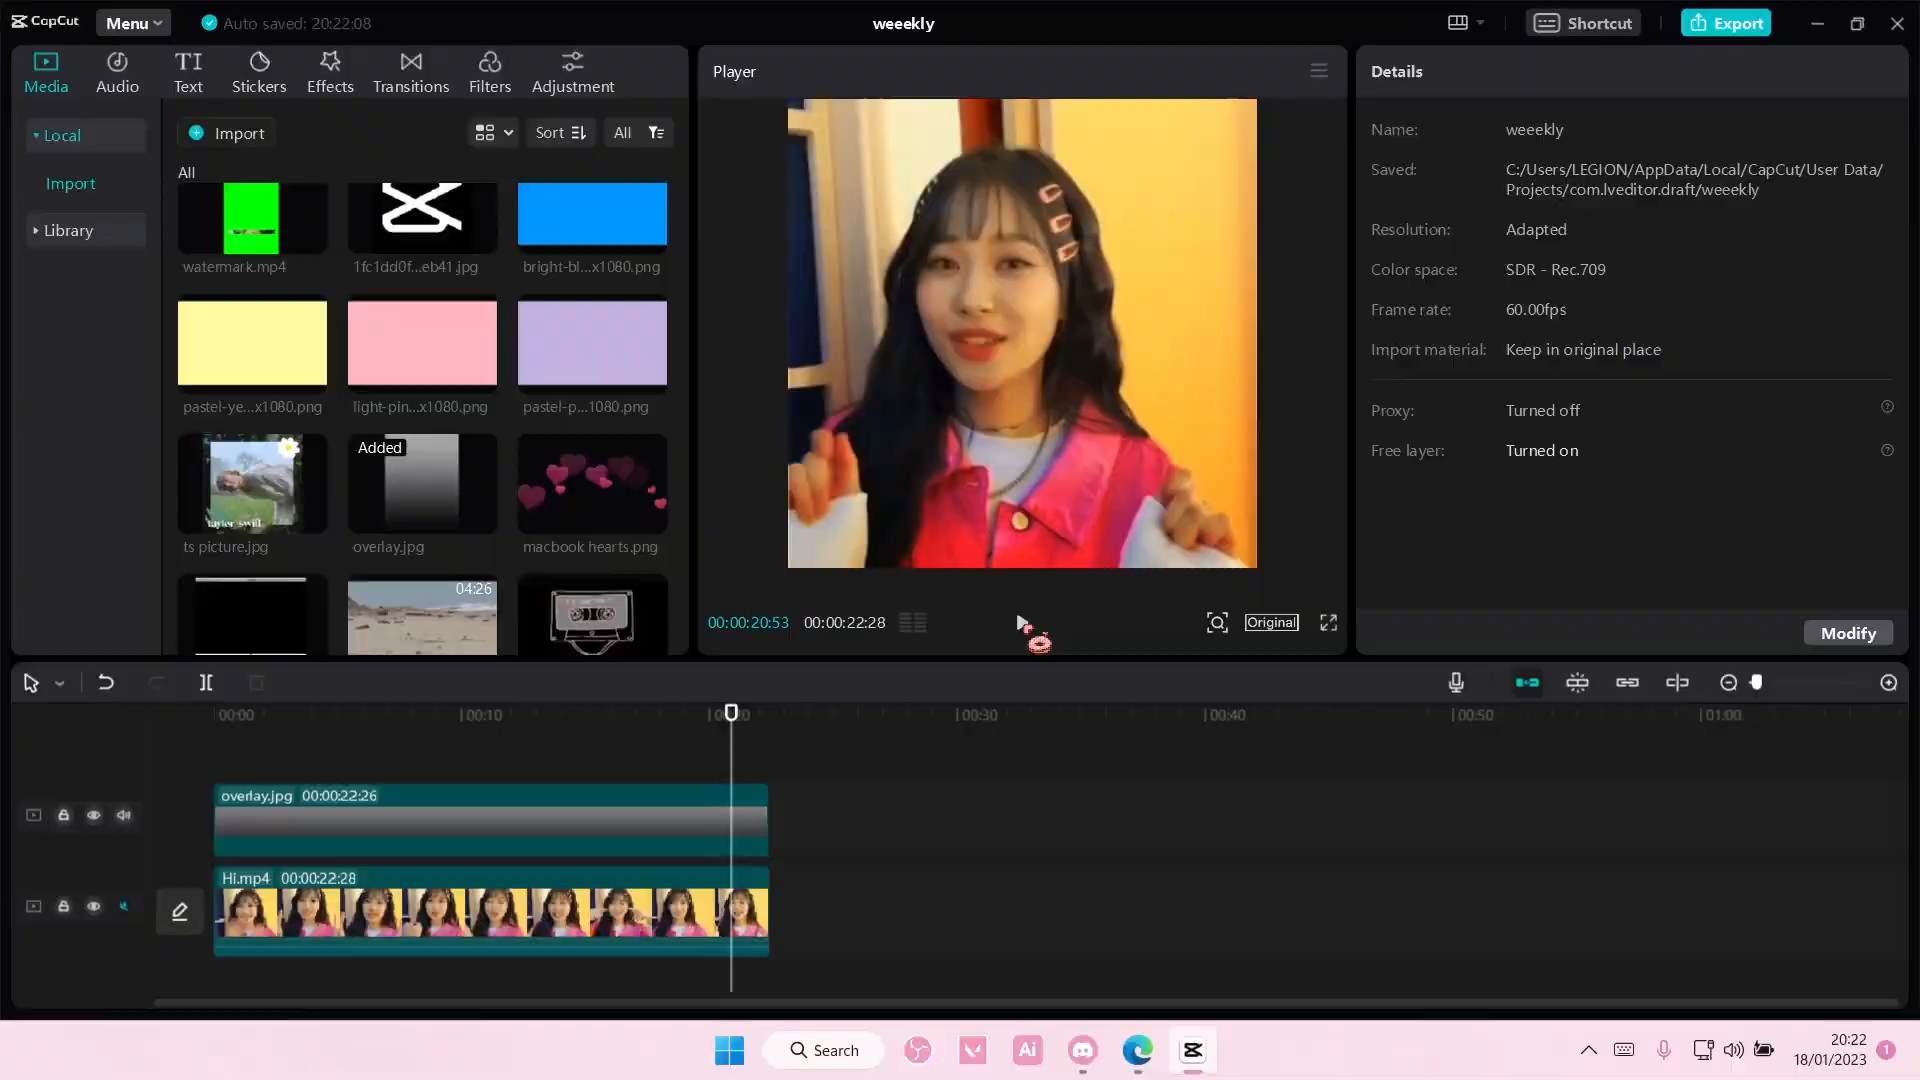 CapCut
Menu
Auto saved: 20:22:08
weeekly
Shortcut
Export
Media
Audio
TI
Text
Stickers
Effects
Transitions
Filters
Adjustment
Player
Details
Local
Import
Library
Import
Sort
All
All
watermark.mp4
1fc1dd0f...eb41.jpg
bright-bl...x1080.png
pastel-ye...x1080.png
light-pin...x1080.png
pastel-p...1080.png
Added
taylor swift
ts picture.jpg
overlay.jpg
macbook hearts.png
04:26
00:00:20:53
00:00:22:28
Original
Name:
weeekly
Saved:
C:/Users/LEGION/AppData/Local/CapCut/User Data/
Projects/com.lveditor.draft/weeekly
Resolution:
Adapted
Color space:
SDR - Rec.709
Frame rate:
60.00fps
Import material:
Keep in original place
Proxy:
Turned off
Free layer:
Turned on
Modify
00:00
00:10
00:30
00:40
00:50
01:00
overlay.jpg 00:00:22:26
Hi.mp4 00:00:22:28
Search
Ai
20:22
18/01/2023
1